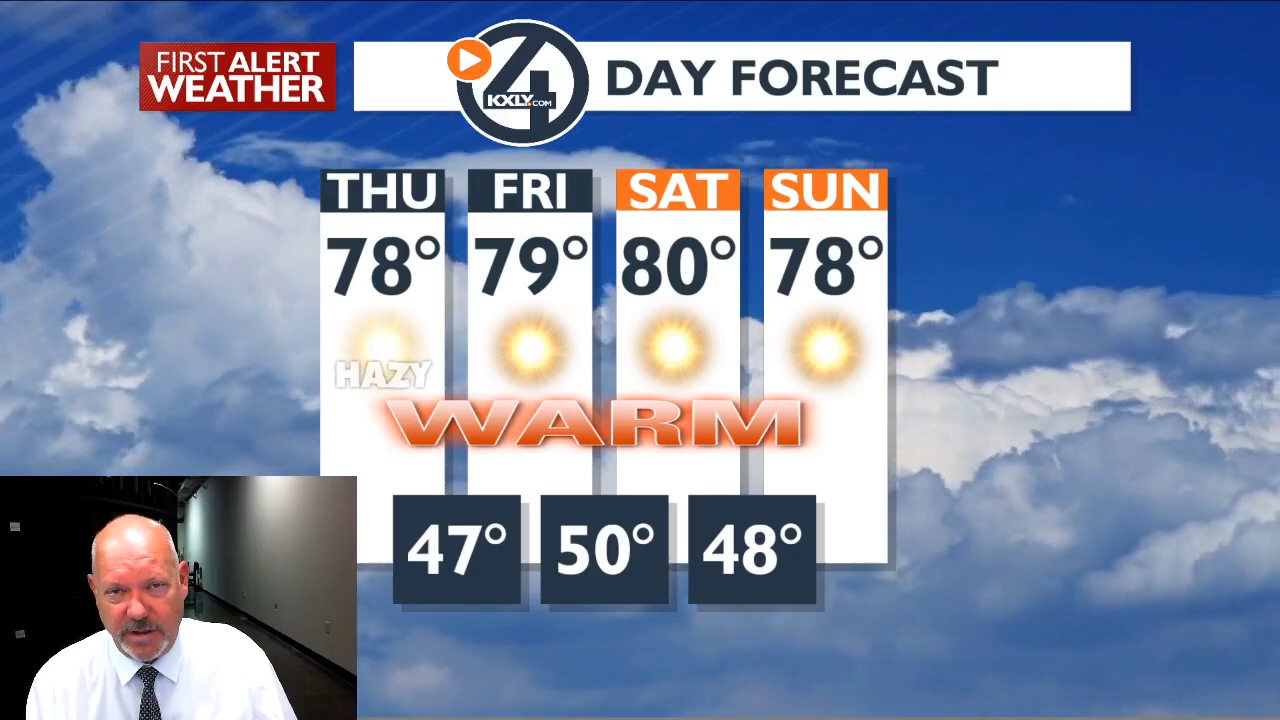 FIRST ALERT
WEATHER
4
KXLY.COM
DAY FORECAST
THU FRI SAT SUN
78° 79° 80° 78°
HAZY
WARM
47° 50° 48°